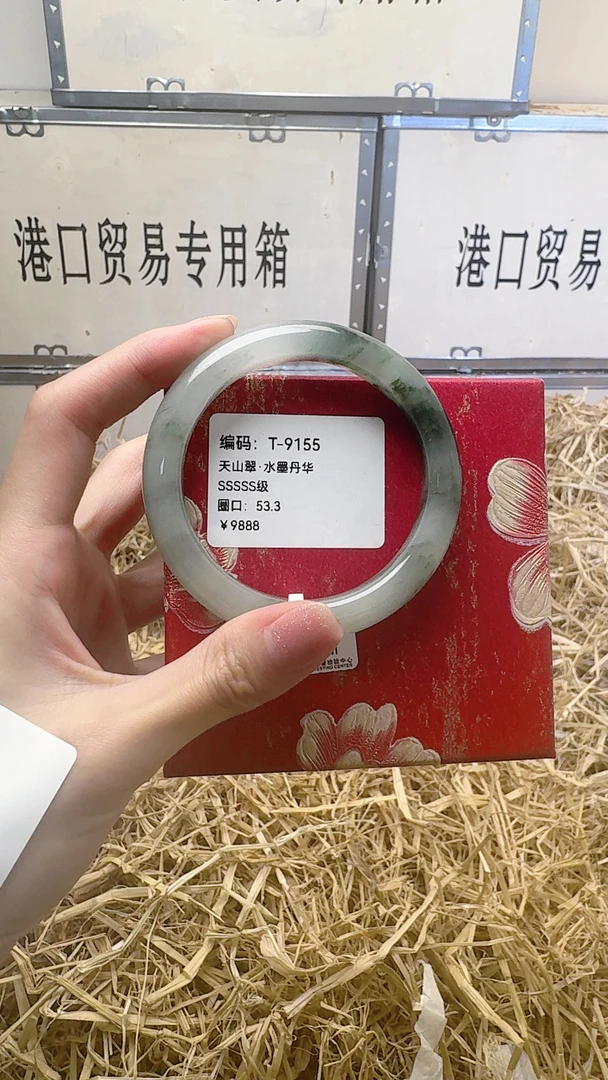 港口贸易专用箱
港口贸易
编码：T-9155
天山翠·水墨丹华
SSSSS级
圈口：53.3
￥9888